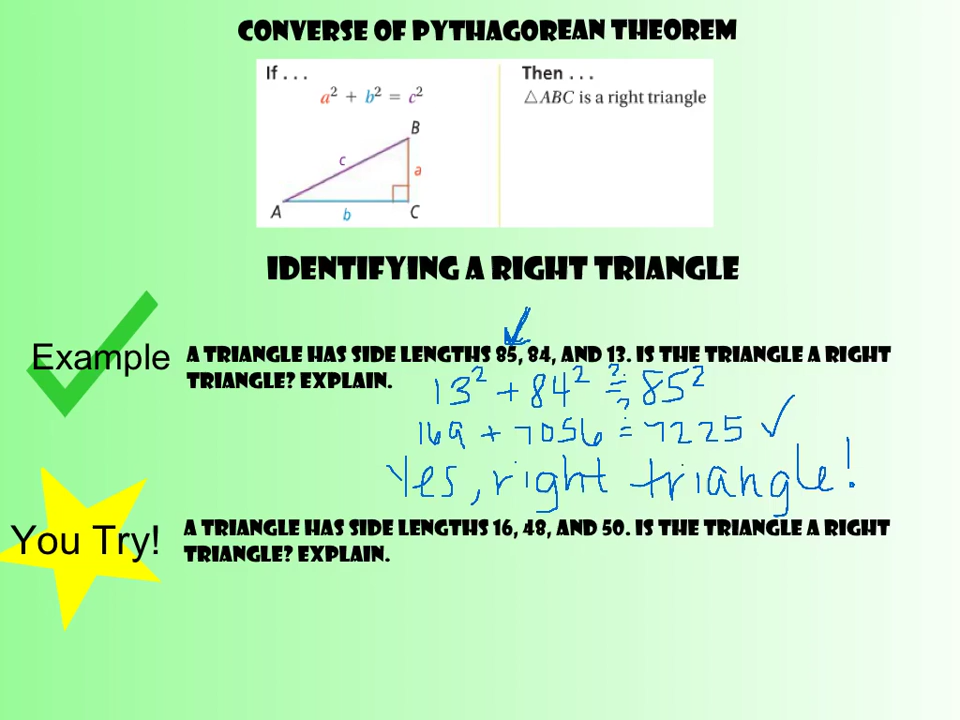 CONVERSE OF PYTHAGOREAN THEOREM
If . . .
a² + b² = c²
Then . . .
△ABC is a right triangle
B
c
a
A
b
C
IDENTIFYING A RIGHT TRIANGLE
Example
A TRIANGLE HAS SIDE LENGTHS 85, 84, AND 13. IS THE TRIANGLE A RIGHT
TRIANGLE? EXPLAIN.
13² + 84² ≟ 85²
169 + 7056 ≟ 7225 ✓
Yes, right triangle!
You Try!
A TRIANGLE HAS SIDE LENGTHS 16, 48, AND 50. IS THE TRIANGLE A RIGHT
TRIANGLE? EXPLAIN.